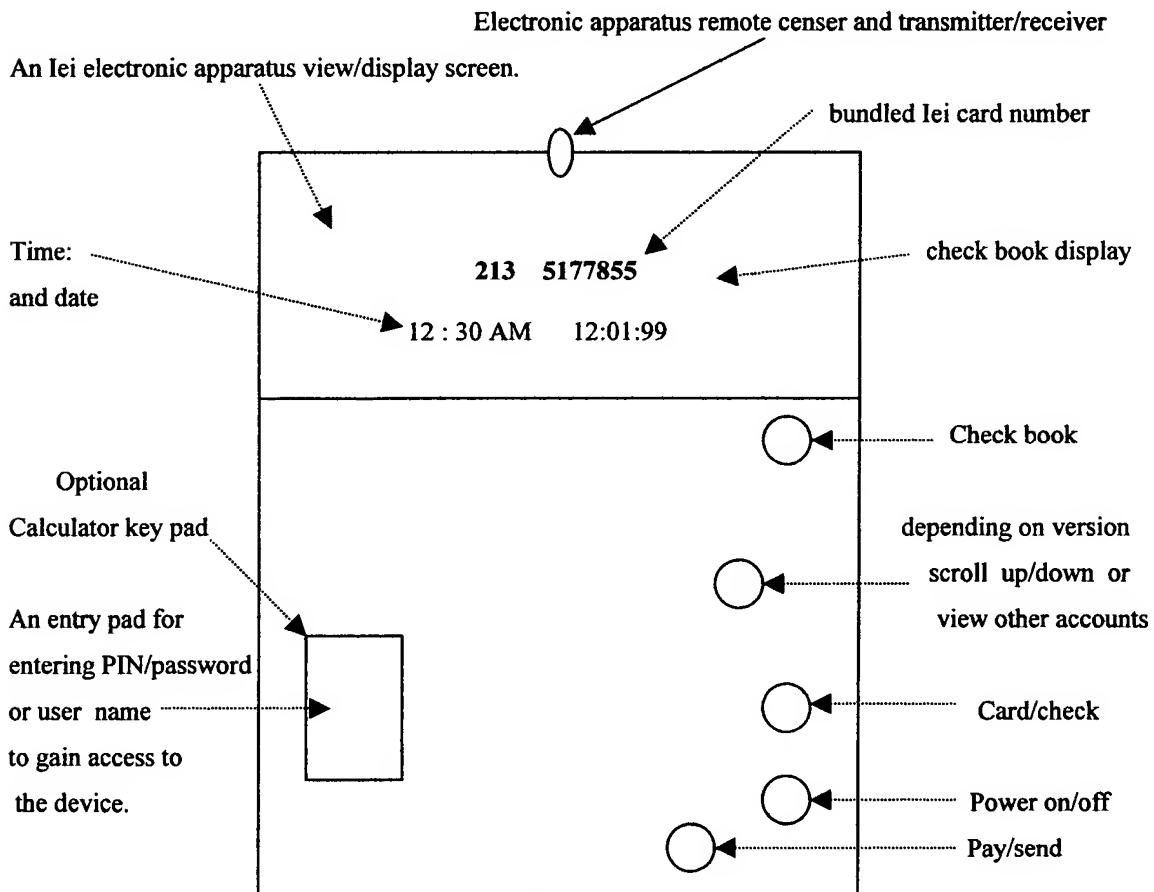 Electronic apparatus remote censer and transmitter/receiver
An Iei electronic apparatus view/display screen.
bundled Iei card number
Time:
and date
213 5177855
check book display
12 : 30 AM 12:01:99
Check book
Optional
Calculator key pad
depending on version
scroll up/down or
view other accounts
An entry pad for
entering PIN/password
or user name
to gain access to
the device.
Card/check
Power on/off
Pay/send